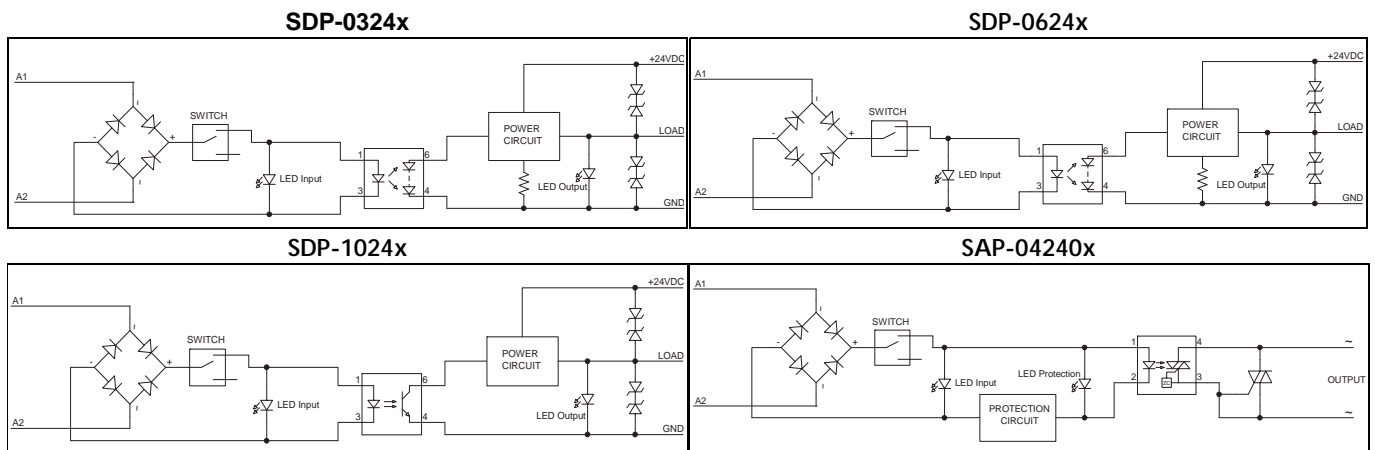 SDP-0324x
A1
A2
~
-
+
~
SWITCH
LED Input
1
3
6
4
POWER
CIRCUIT
LED Output
+24VDC
LOAD
GND
SDP-0624x
A1
A2
~
-
+
~
SWITCH
LED Input
1
3
6
4
POWER
CIRCUIT
LED Output
+24VDC
LOAD
GND
SDP-1024x
A1
A2
~
-
+
~
SWITCH
LED Input
1
3
6
4
POWER
CIRCUIT
LED Output
+24VDC
LOAD
GND
SAP-04240x
A1
A2
~
-
+
~
SWITCH
LED Input
PROTECTION
CIRCUIT
LED Protection
1
2
4
3
ZC
~
OUTPUT
~